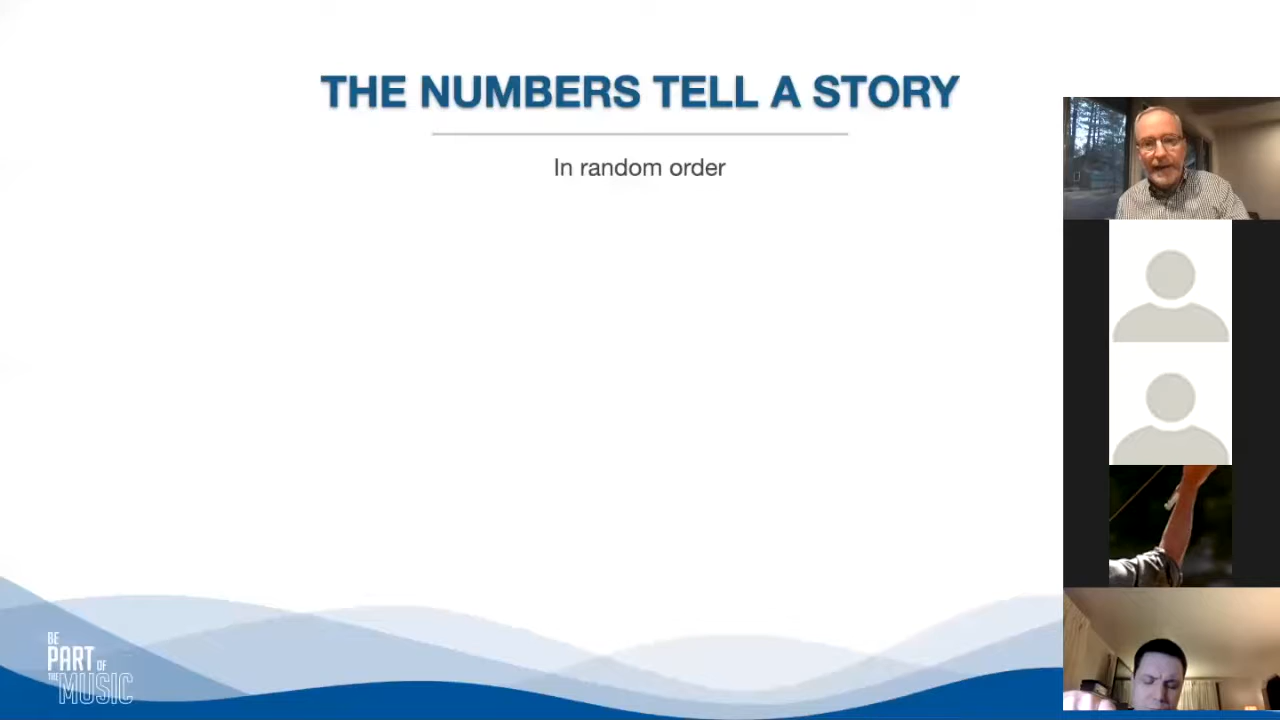 THE NUMBERS TELL A STORY
In random order
BE
PART OF
THE MUSIC